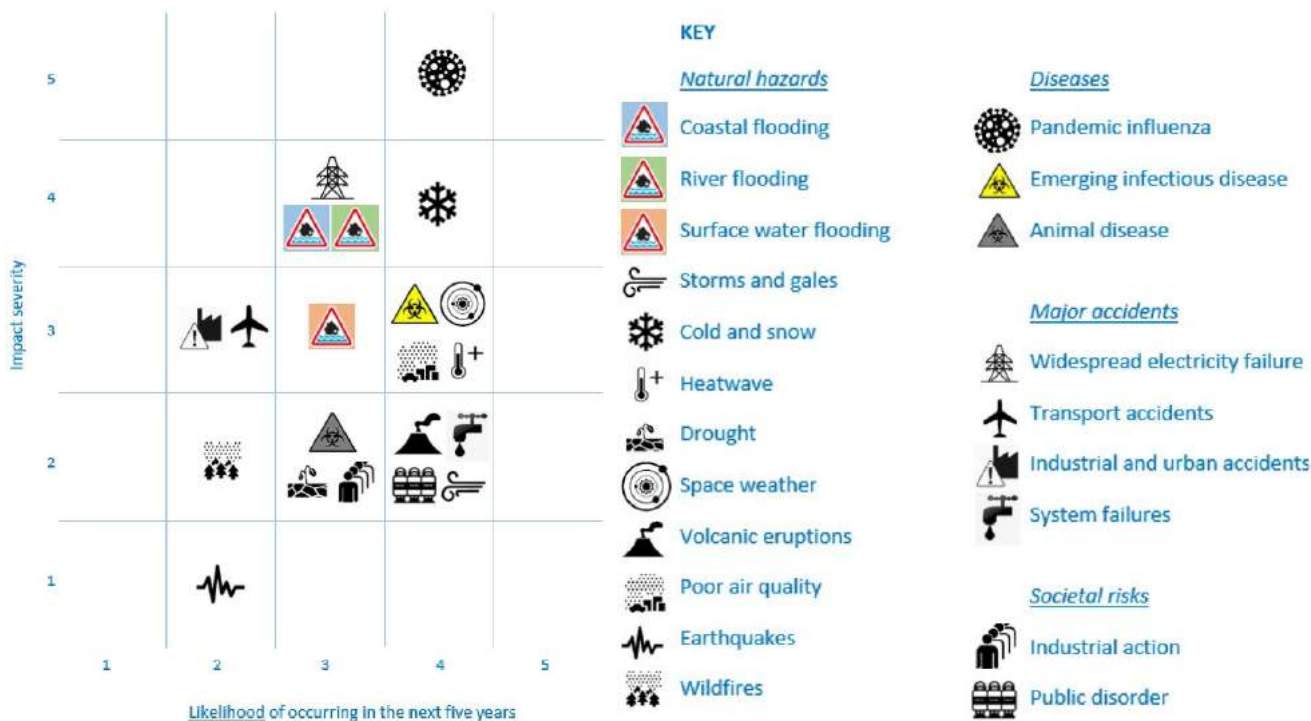 5
4
3
2
1
Impact severity
1 2 3 4 5
Likelihood of occurring in the next five years
KEY
Natural hazards
Coastal flooding
River flooding
Surface water flooding
Storms and gales
Cold and snow
Heatwave
Drought
Space weather
Volcanic eruptions
Poor air quality
Earthquakes
Wildfires
Diseases
Pandemic influenza
Emerging infectious disease
Animal disease
Major accidents
Widespread electricity failure
Transport accidents
Industrial and urban accidents
System failures
Societal risks
Industrial action
Public disorder